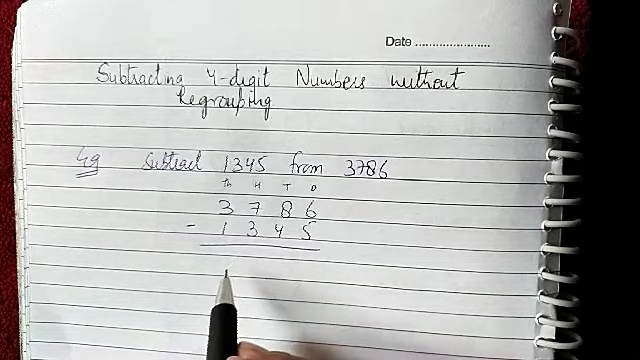 Date ......................
Subtracting 4-digit Numbers without
Regrouping
Eg Subtract 1345 from 3786
Th H T O
3 7 8 6
- 1 3 4 5